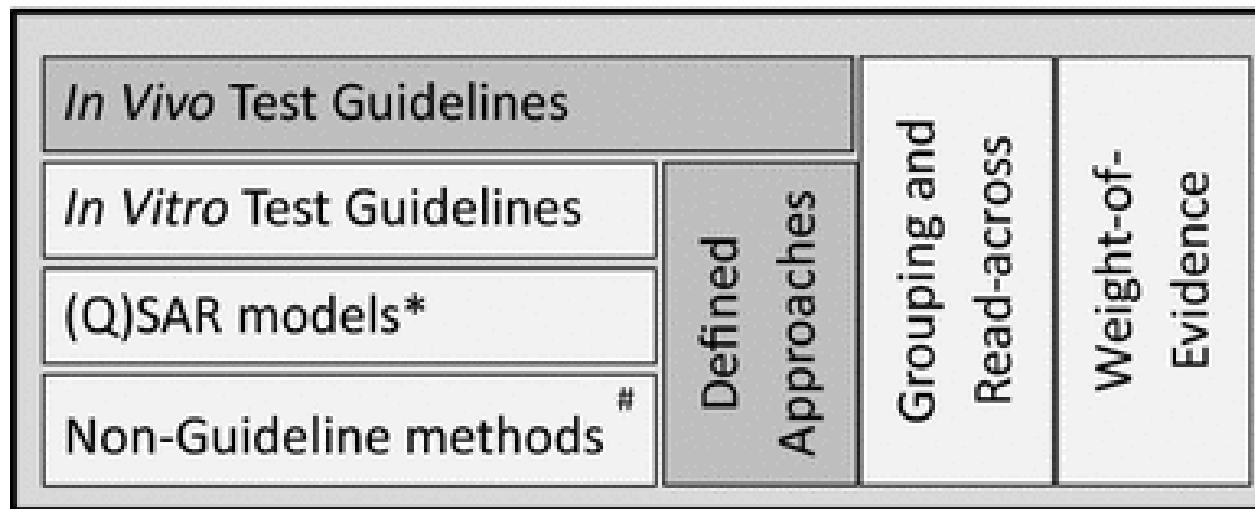 In Vivo Test Guidelines
In Vitro Test Guidelines
(Q)SAR models*
Non-Guideline methods #
Defined
Approaches
Grouping and
Read-across
Weight-of-
Evidence